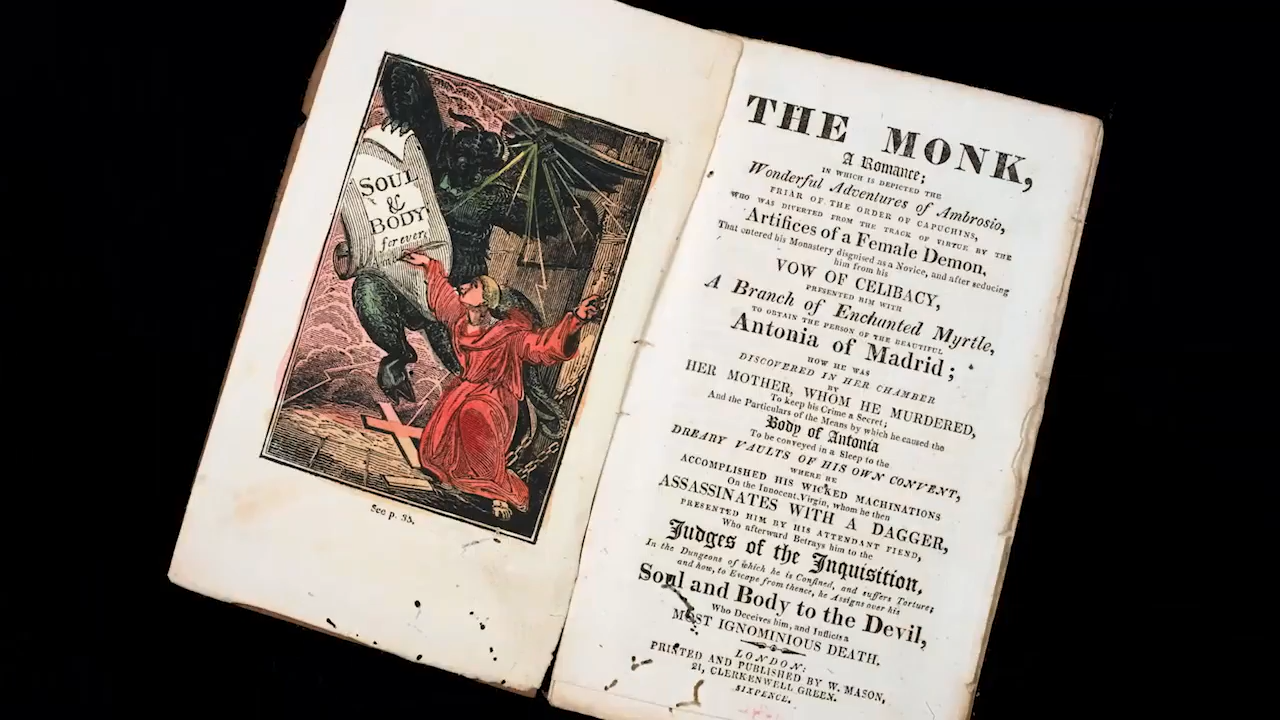 SOUL
&
BODY
for ever
See p. 35.
THE MONK,
A Romance;
IN WHICH IS DEPICTED THE
Wonderful Adventures of Ambrosio,
FRIAR OF THE ORDER OF CAPUCHINS,
WHO WAS DIVERTED FROM THE TRACK OF VIRTUE BY THE
Artifices of a Female Demon,
That entered his Monastery disguised as a Novice, and after seducing
him from his
VOW OF CELIBACY,
PRESENTED HIM WITH
A Branch of Enchanted Myrtle,
TO OBTAIN THE PERSON OF THE BEAUTIFUL
Antonia of Madrid;
HOW HE WAS
DISCOVERED IN HER CHAMBER
BY
HER MOTHER, WHOM HE MURDERED,
To keep his Crime a Secret;
And the Particulars of the Means by which he caused the
Body of Antonia
To be conveyed in a Sleep to the
DREARY VAULTS OF HIS OWN CONVENT,
WHERE HE
ACCOMPLISHED HIS WICKED MACHINATIONS
On the Innocent Virgin, whom he then
ASSASSINATES WITH A DAGGER,
PRESENTED HIM BY HIS ATTENDANT FIEND,
Who afterward Betrays him to the
Judges of the Inquisition,
In the Dungeons of which he is Confined, and suffers Torture;
and how, to Escape from thence, he Assigns over his
Soul and Body to the Devil,
Who Deceives him, and Inflicts a
MOST IGNOMINIOUS DEATH.
LONDON:
PRINTED AND PUBLISHED BY W. MASON,
21, CLERKENWELL GREEN.
SIXPENCE.